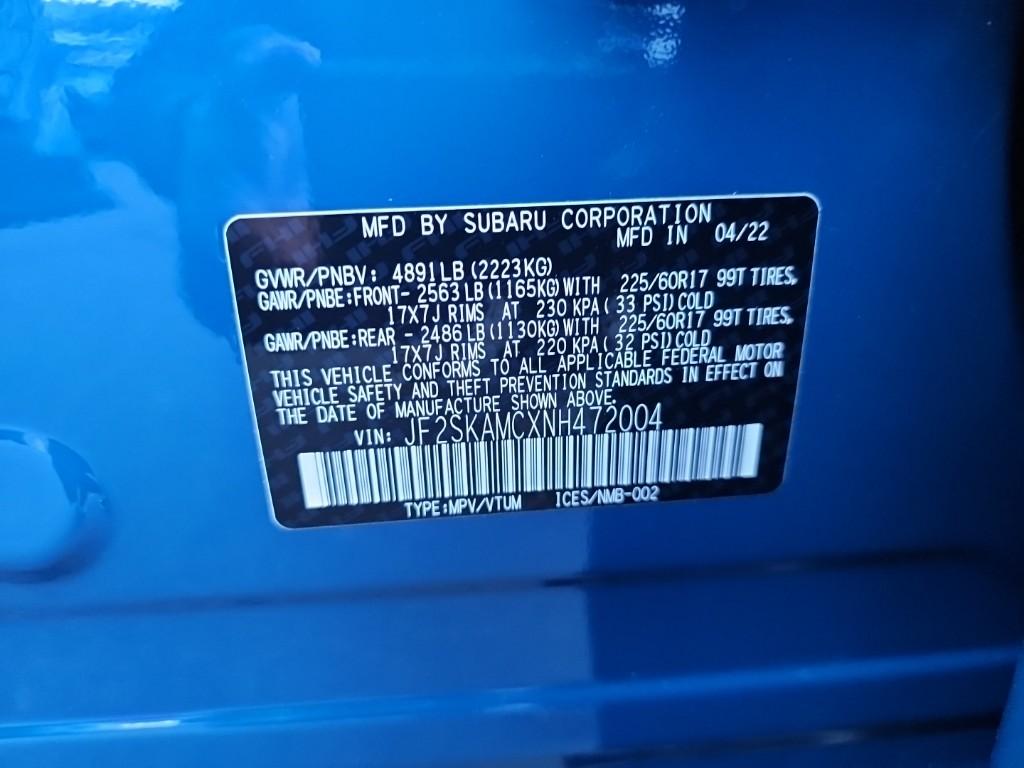 MFD BY SUBARU CORPORATION
MFD IN 04/22
GVWR/PNBV: 4891LB (2223KG)
GAWR/PNBE:FRONT- 2563LB(1165KG)WITH 225/60R17 99T TIRES,
17X7J RIMS AT 230 KPA( 33 PSI)COLD
GAWR/PNBE:REAR - 2486LB(1130KG)WITH 225/60R17 99T TIRES,
17X7J RIMS AT 220 KPA( 32 PSI)COLD
THIS VEHICLE CONFORMS TO ALL APPLICABLE FEDERAL MOTOR
VEHICLE SAFETY AND THEFT PREVENTION STANDARDS IN EFFECT ON
THE DATE OF MANUFACTURE SHOWN ABOVE.
VIN: JF2SKAMCXNH472004
TYPE:MPV/VTUM ICES/NMB-002